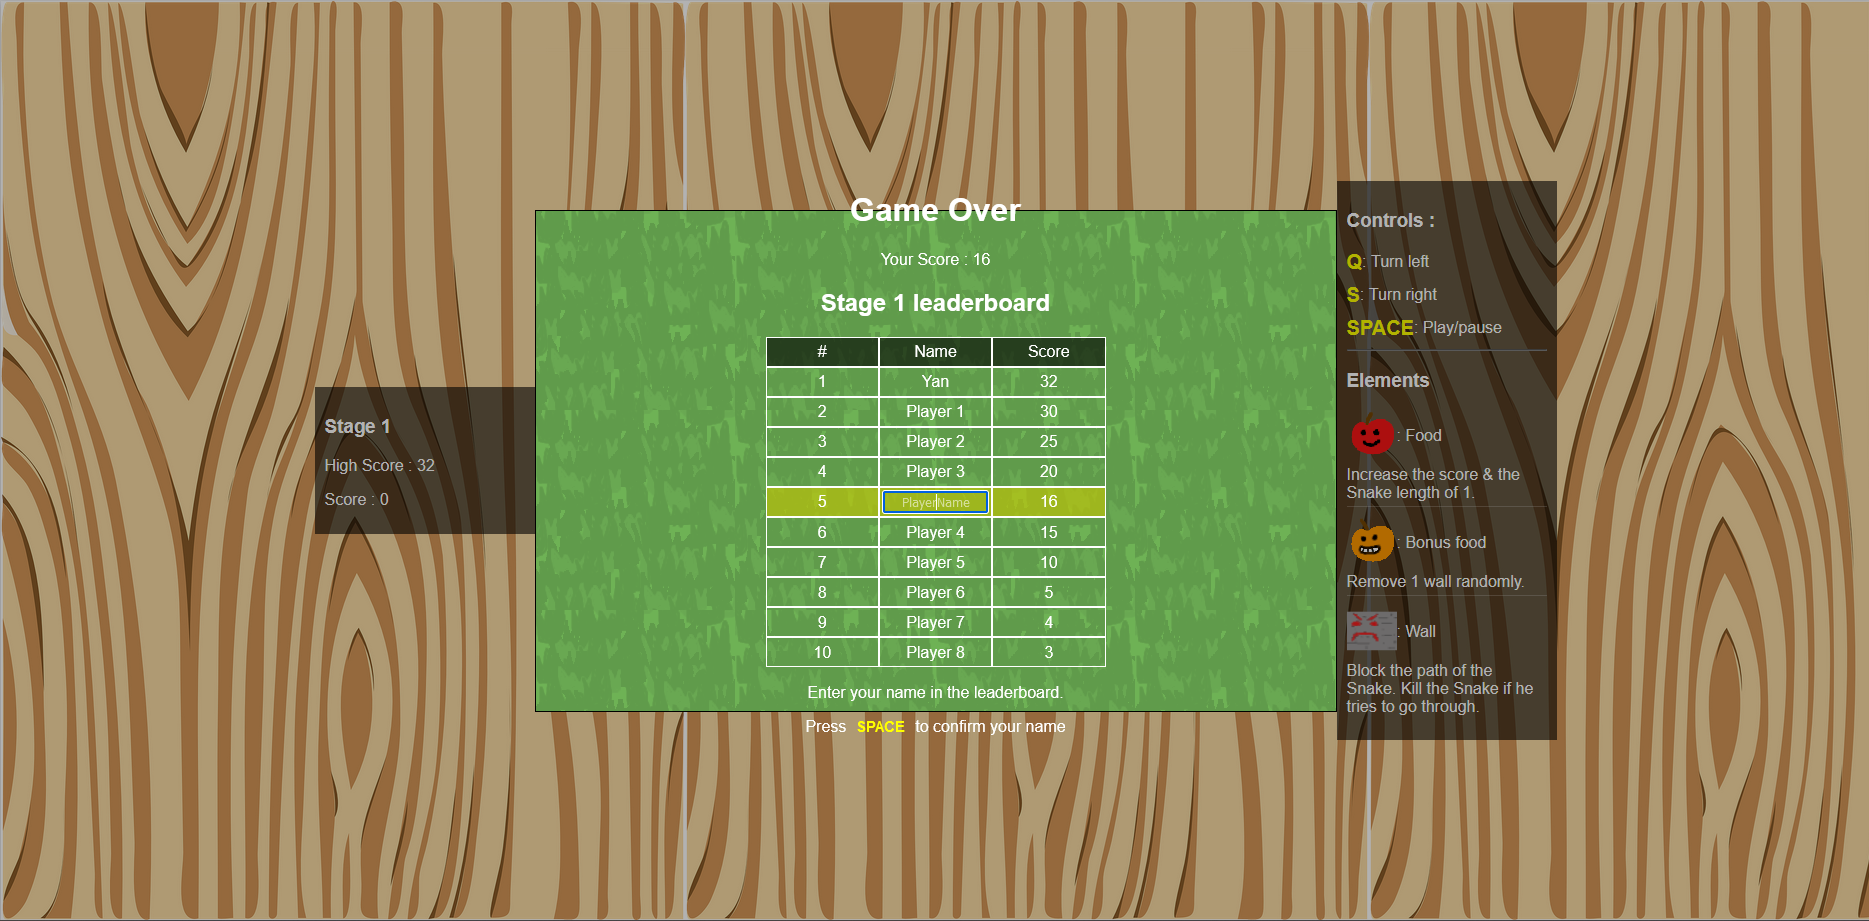 Stage 1
High Score : 32
Score : 0
Game Over
Your Score : 16
Stage 1 leaderboard
# Name Score
1 Yan 32
2 Player 1 30
3 Player 2 25
4 Player 3 20
5 PlayerName 16
6 Player 4 15
7 Player 5 10
8 Player 6 5
9 Player 7 4
10 Player 8 3
Enter your name in the leaderboard.
Press SPACE to confirm your name
Controls :
Q: Turn left
S: Turn right
SPACE: Play/pause
Elements
: Food
Increase the score & the
Snake length of 1.
: Bonus food
Remove 1 wall randomly.
: Wall
Block the path of the
Snake. Kill the Snake if he
tries to go through.